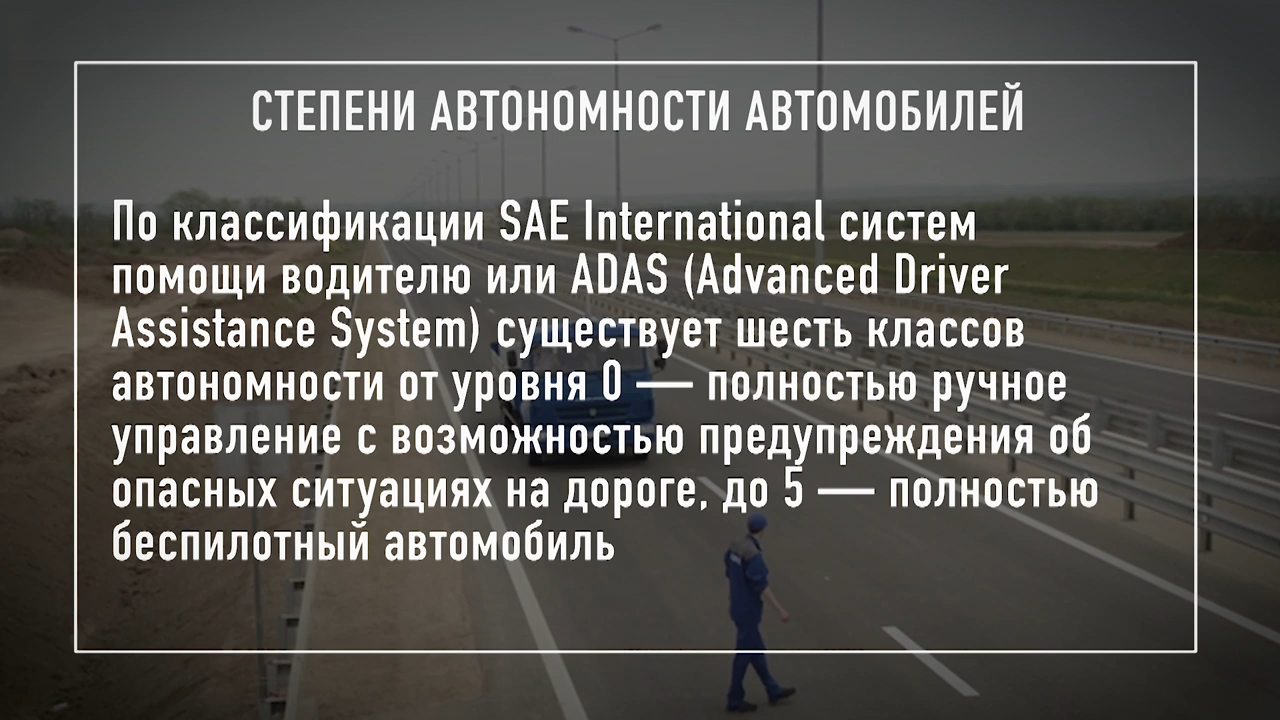 СТЕПЕНИ АВТОНОМНОСТИ АВТОМОБИЛЕЙ
По классификации SAE International систем
помощи водителю или ADAS (Advanced Driver
Assistance System) существует шесть классов
автономности от уровня 0 — полностью ручное
управление с возможностью предупреждения об
опасных ситуациях на дороге, до 5 — полностью
беспилотный автомобиль